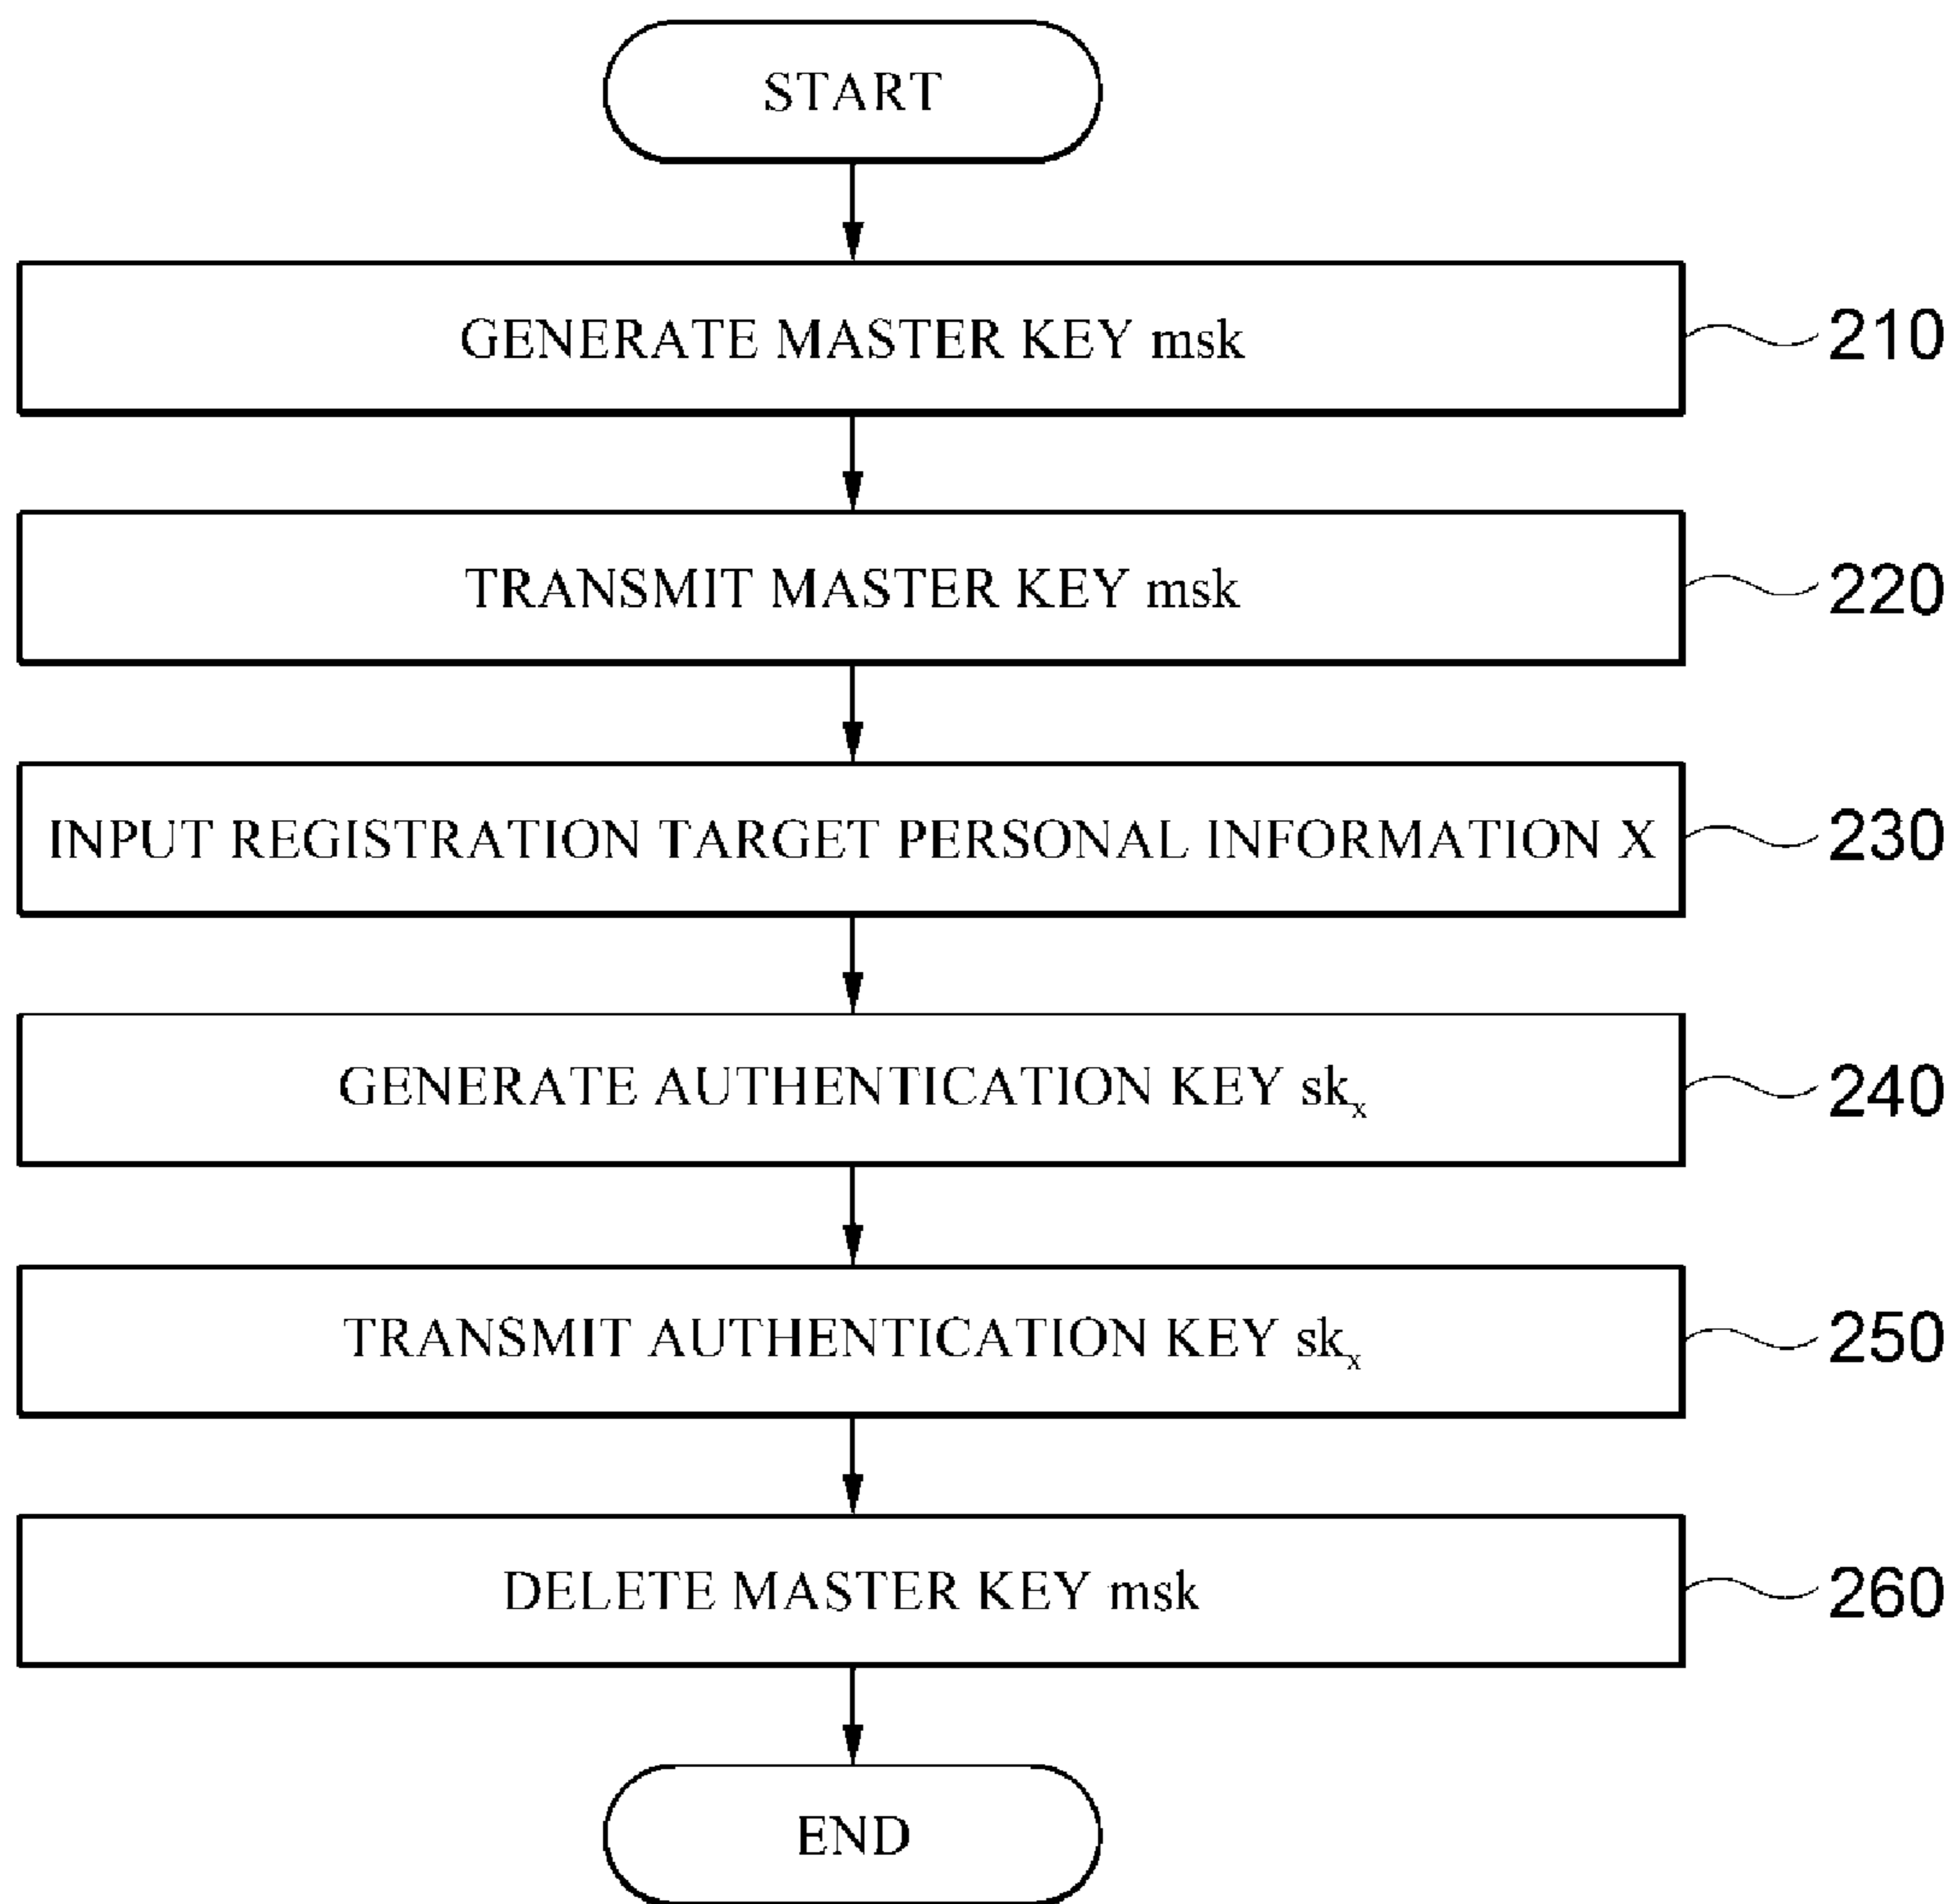 START
GENERATE MASTER KEY msk
210
TRANSMIT MASTER KEY msk
220
INPUT REGISTRATION TARGET PERSONAL INFORMATION X
230
GENERATE AUTHENTICATION KEY skx
240
TRANSMIT AUTHENTICATION KEY skx
250
DELETE MASTER KEY msk
260
END